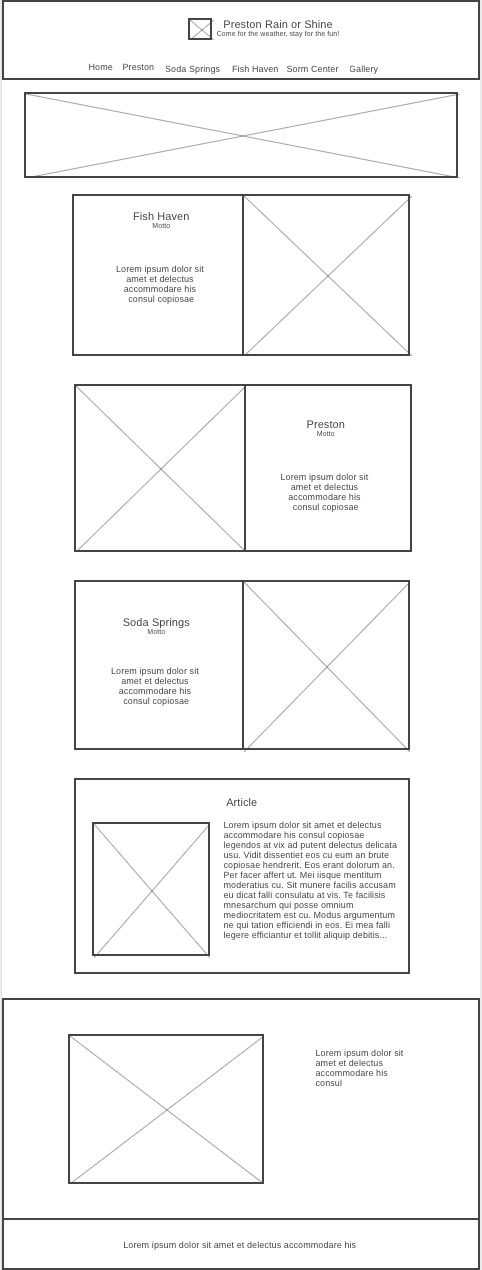 Preston Rain or Shine
Come for the weather, stay for the fun!
Home Preston Soda Springs Fish Haven Sorm Center Gallery
Fish Haven
Motto
Lorem ipsum dolor sit
amet et delectus
accommodare his
consul copiosae
Preston
Motto
Lorem ipsum dolor sit
amet et delectus
accommodare his
consul copiosae
Soda Springs
Motto
Lorem ipsum dolor sit
amet et delectus
accommodare his
consul copiosae
Article
Lorem ipsum dolor sit amet et delectus
accommodare his consul copiosae
legendos at vix ad putent delectus delicata
usu. Vidit dissentiet eos cu eum an brute
copiosae hendrerit. Eos erant dolorum an.
Per facer affert ut. Mei iisque mentitum
moderatius cu. Sit munere facilis accusam
eu dicat falli consulatu at vis. Te facilisis
mnesarchum qui posse omnium
mediocritatem est cu. Modus argumentum
ne qui tation efficiendi in eos. Ei mea falli
legere efficiantur et tollit aliquip debitis...
Lorem ipsum dolor sit
amet et delectus
accommodare his
consul
Lorem ipsum dolor sit amet et delectus accommodare his